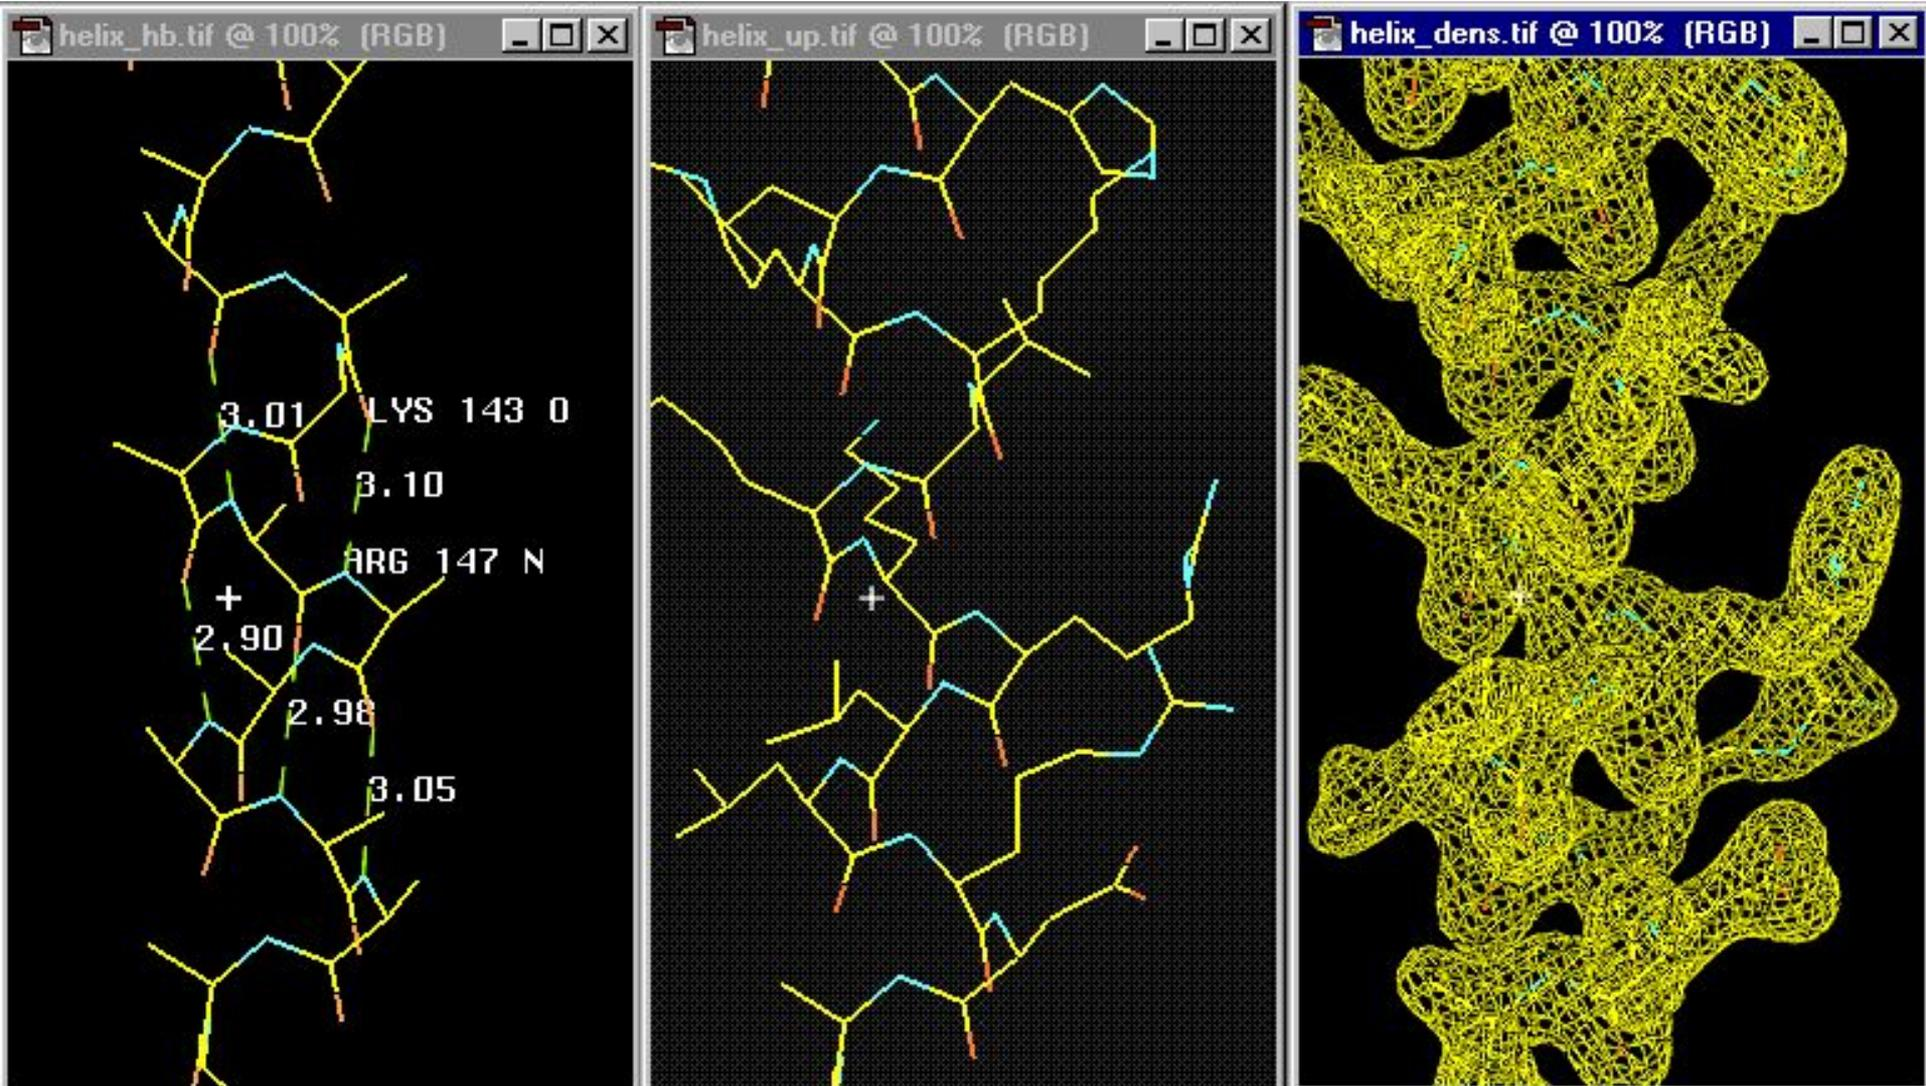 helix_hb.tif @ 100% (RGB)
helix_up.tif @ 100% (RGB)
helix_dens.tif @ 100% (RGB)
3.01
LYS 143 O
3.10
ARG 147 N
2.90
2.98
3.05